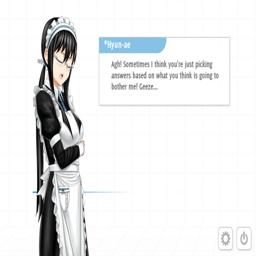 *Hyun-ae
Agh! Sometimes I think you're just picking
answers based on what you think is going to
bother me! Geeze...